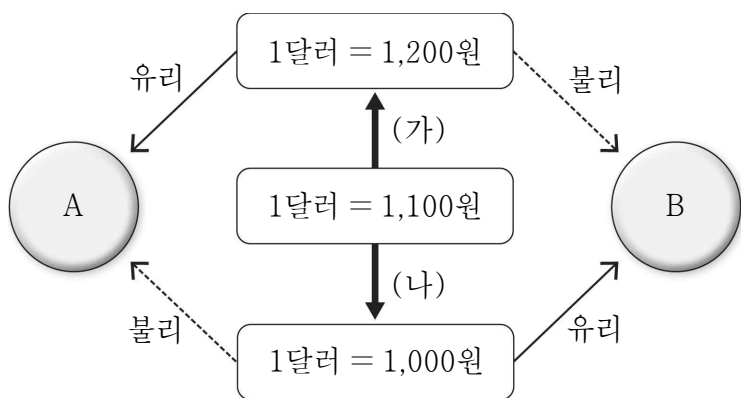 1달러 = 1,200원
유리
불리
(가)
A
1달러 = 1,100원
B
(나)
불리
유리
1달러 = 1,000원